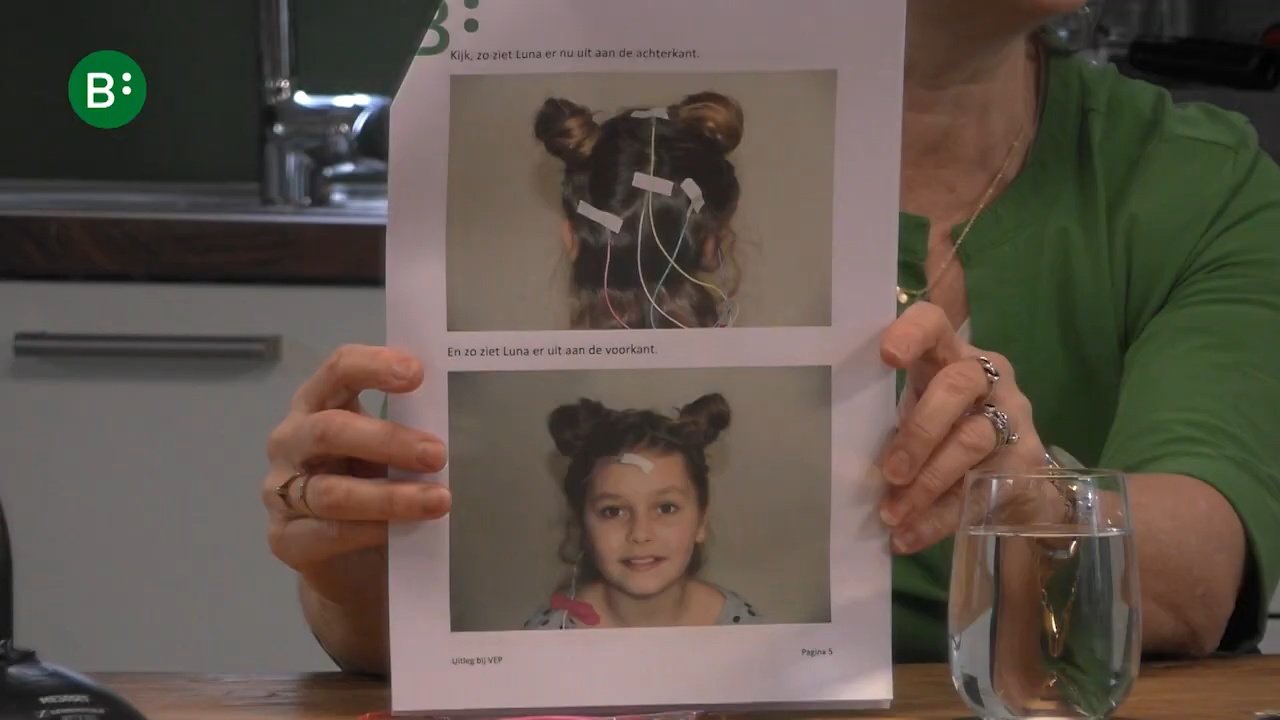 B:
B:
Kijk, zo ziet Luna er nu uit aan de achterkant.
En zo ziet Luna er uit aan de voorkant.
Uitleg bij VEP
Pagina 5